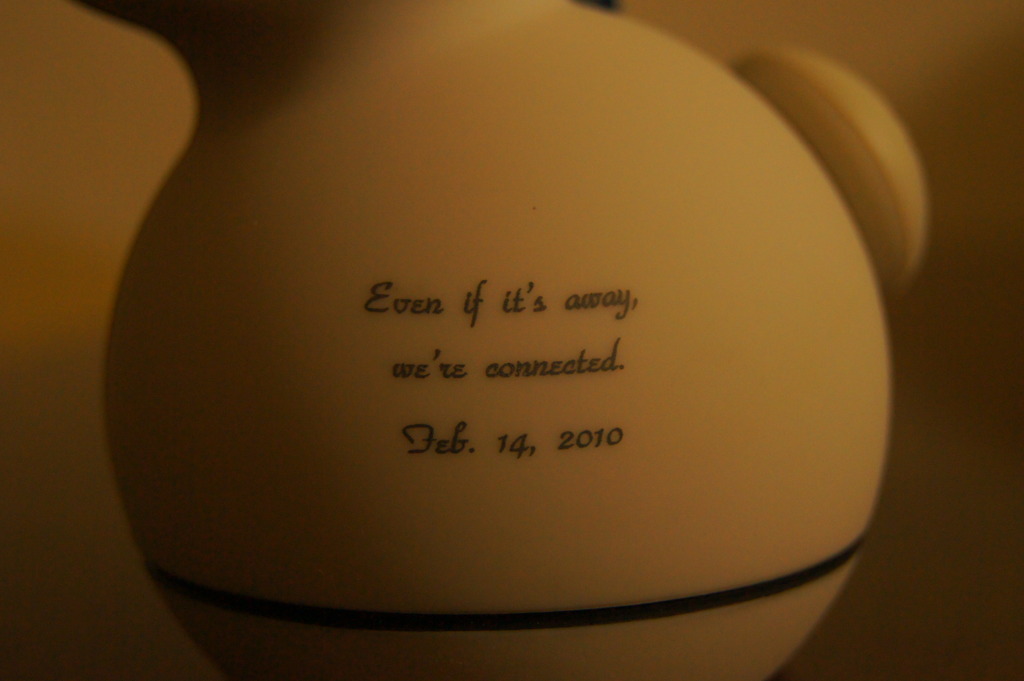 Even if it's away,
we're connected.
Feb. 14, 2010